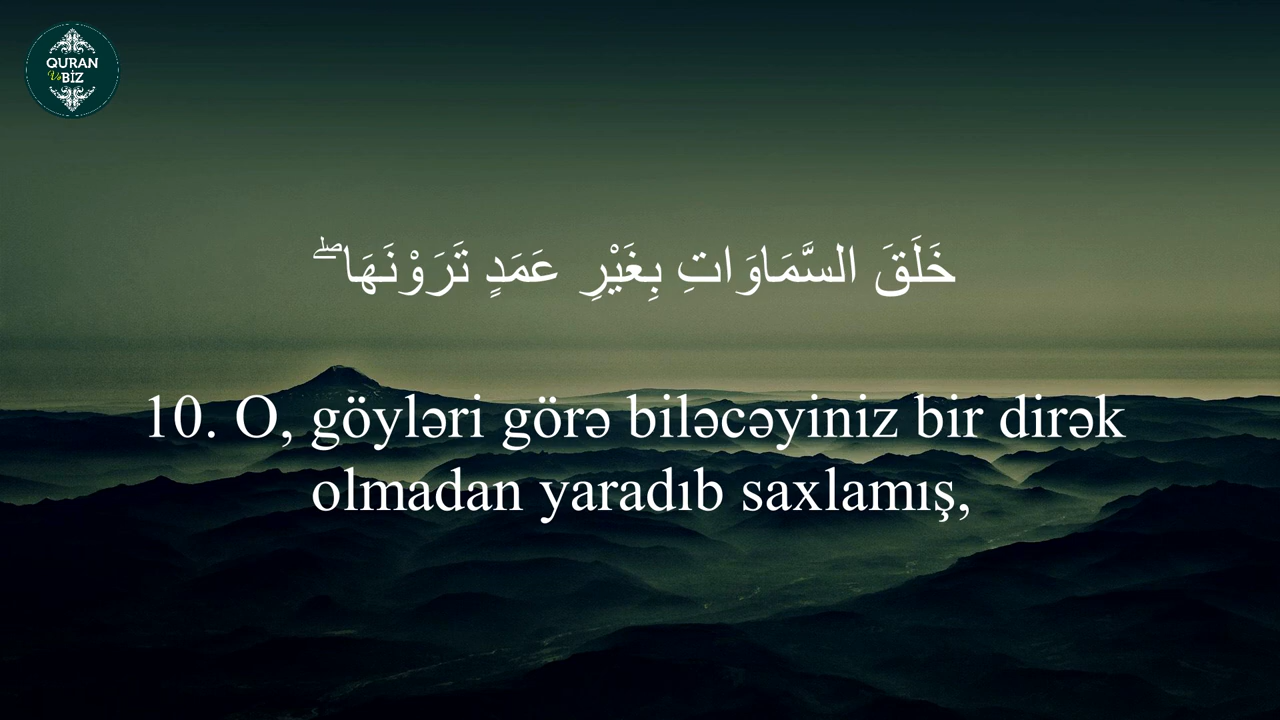 QURAN
Və BİZ
خَلَقَ السَّمَاوَاتِ بِغَيْرِ عَمَدٍ تَرَوْنَهَا ۖ
10. O, göyləri görə biləcəyiniz bir dirək
olmadan yaradıb saxlamış,